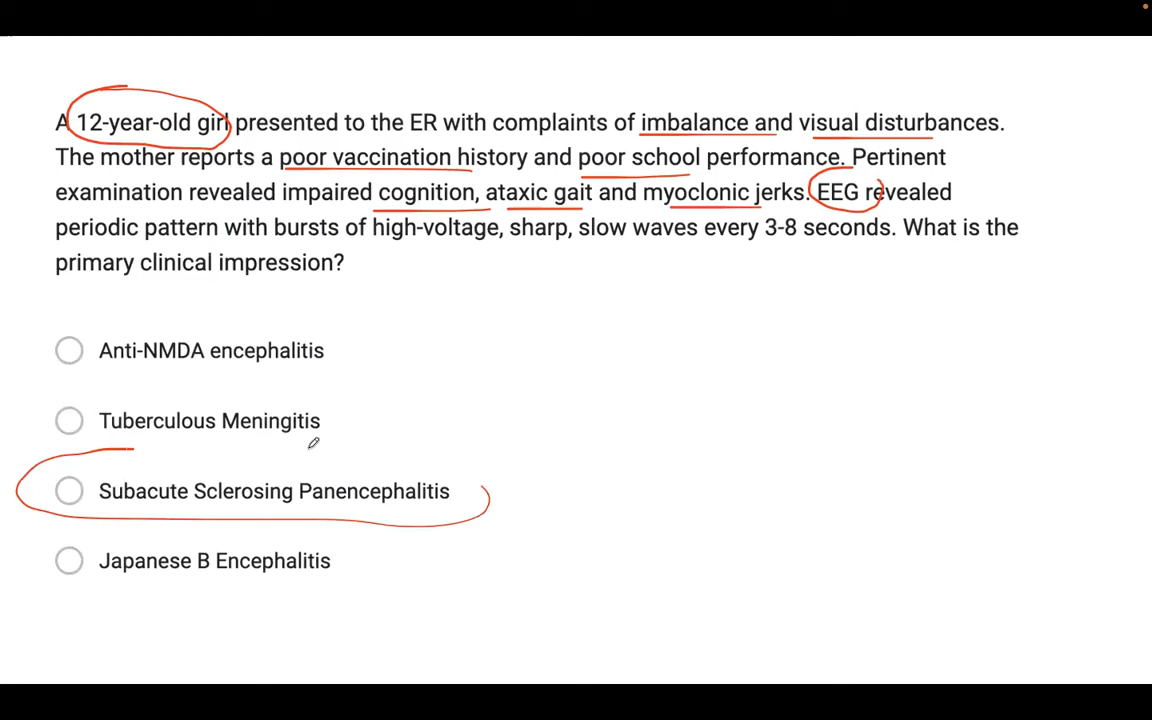 A 12-year-old girl presented to the ER with complaints of imbalance and visual disturbances.
The mother reports a poor vaccination history and poor school performance. Pertinent
examination revealed impaired cognition, ataxic gait and myoclonic jerks. EEG revealed
periodic pattern with bursts of high-voltage, sharp, slow waves every 3-8 seconds. What is the
primary clinical impression?
Anti-NMDA encephalitis
Tuberculous Meningitis
Subacute Sclerosing Panencephalitis
Japanese B Encephalitis